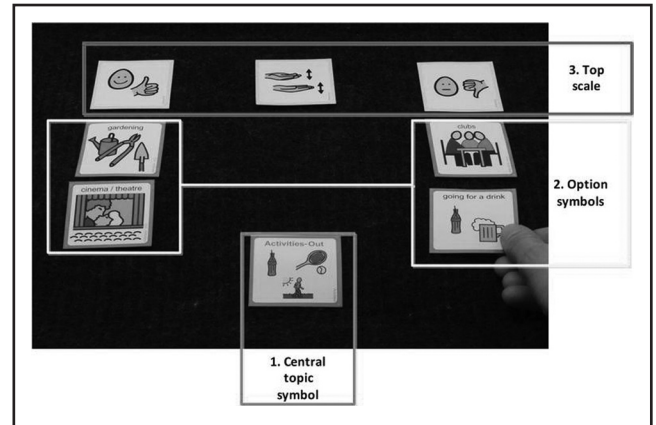 3. Top
scale
gardening
clubs
cinema / theatre
going for a drink
2. Option
symbols
Activities-Out
1. Central
topic
symbol